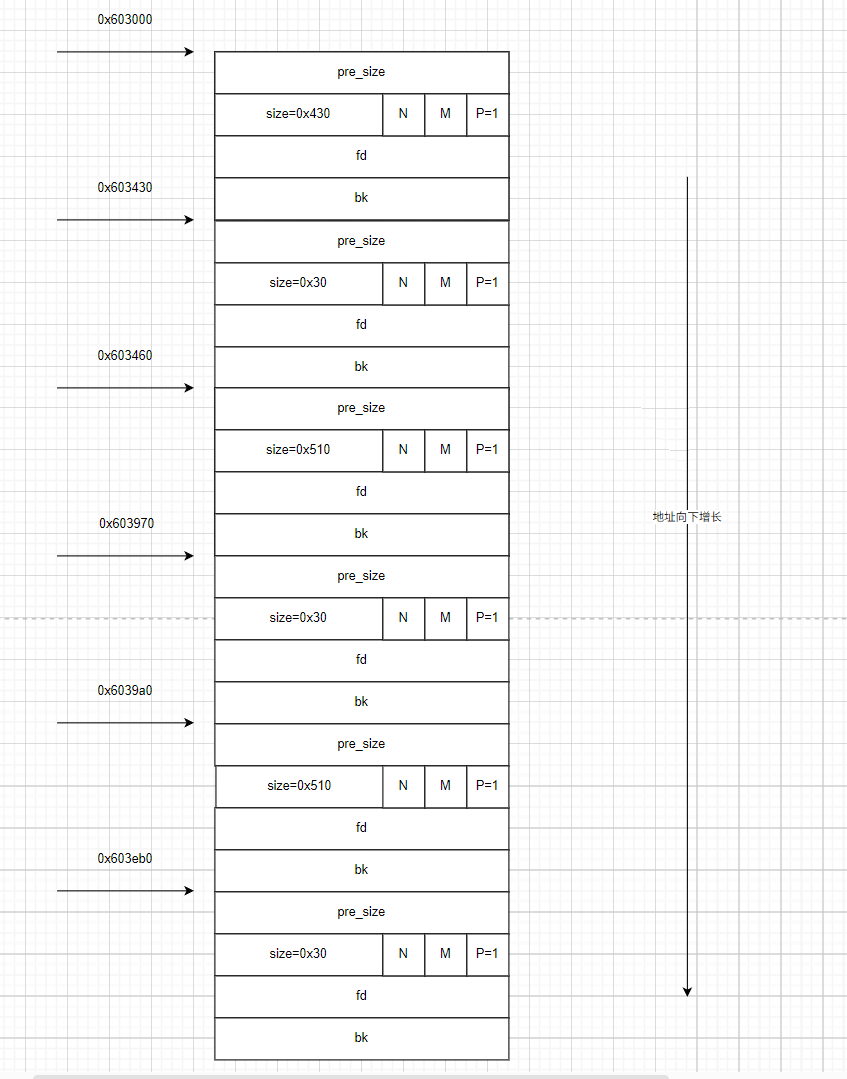 0x603000
pre_size
size=0x430 N M P=1
fd
0x603430
bk
pre_size
size=0x30 N M P=1
fd
0x603460
bk
pre_size
size=0x510 N M P=1
fd
0x603970
bk
地址向下增长
pre_size
size=0x30 N M P=1
fd
0x6039a0
bk
pre_size
size=0x510 N M P=1
fd
0x603eb0
bk
pre_size
size=0x30 N M P=1
fd
bk